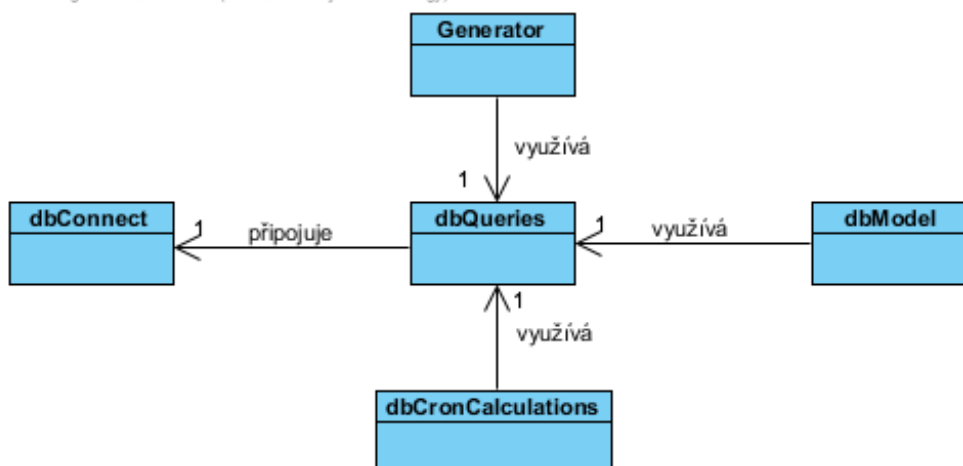 Generator
využívá
1
dbConnect
1
připojuje
dbQueries
1
využívá
dbModel
1
využívá
dbCronCalculations